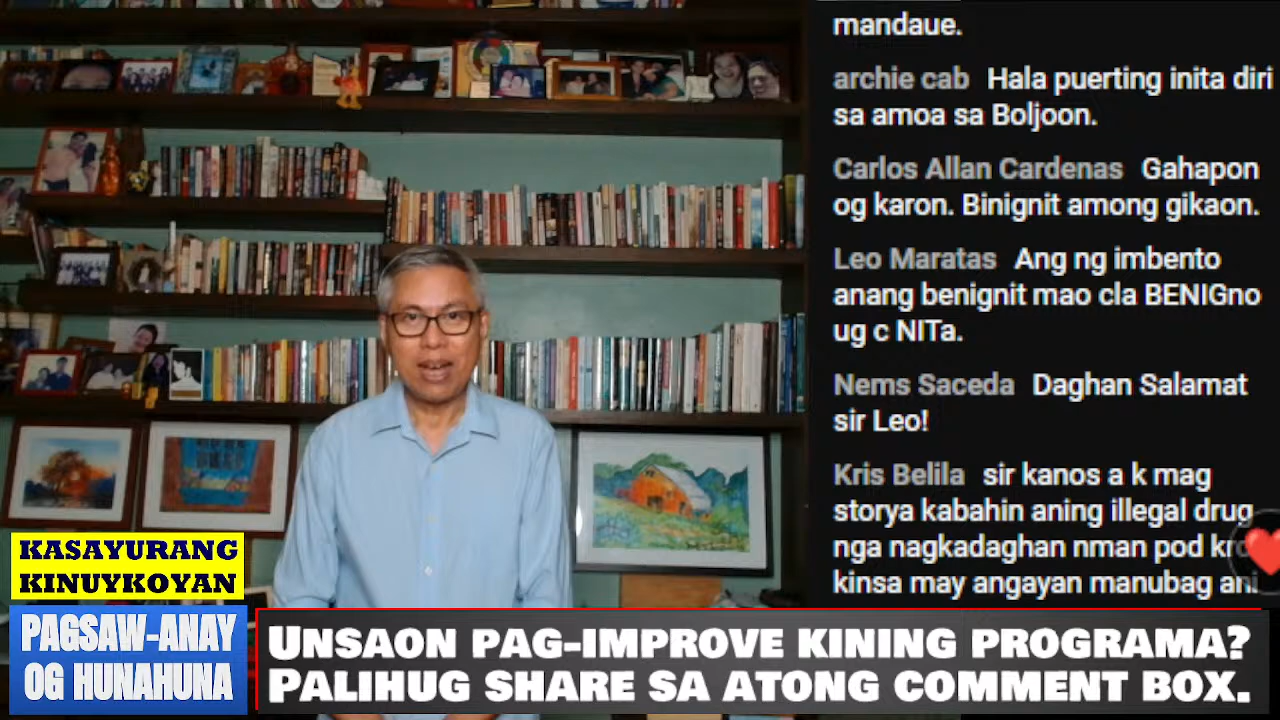 mandaue.
archie cab Hala puerting inita diri
sa amoa sa Boljoon.
Carlos Allan Cardenas Gahapon
og karon. Binignit among gikaon.
Leo Maratas Ang ng imbento
anang benignit mao cla BENIGno
ug c NITa.
Nems Saceda Daghan Salamat
sir Leo!
Kris Belila sir kanos a k mag
storya kabahin aning illegal drug
nga nagkadaghan nman pod
kinsa may angayan manubag
KASAYURANG
KINUYKOYAN
PAGSAW-ANAY
OG HUNAHUNA
UNSAON PAG-IMPROVE KINING PROGRAMA?
PALIHUG SHARE SA ATONG COMMENT BOX.